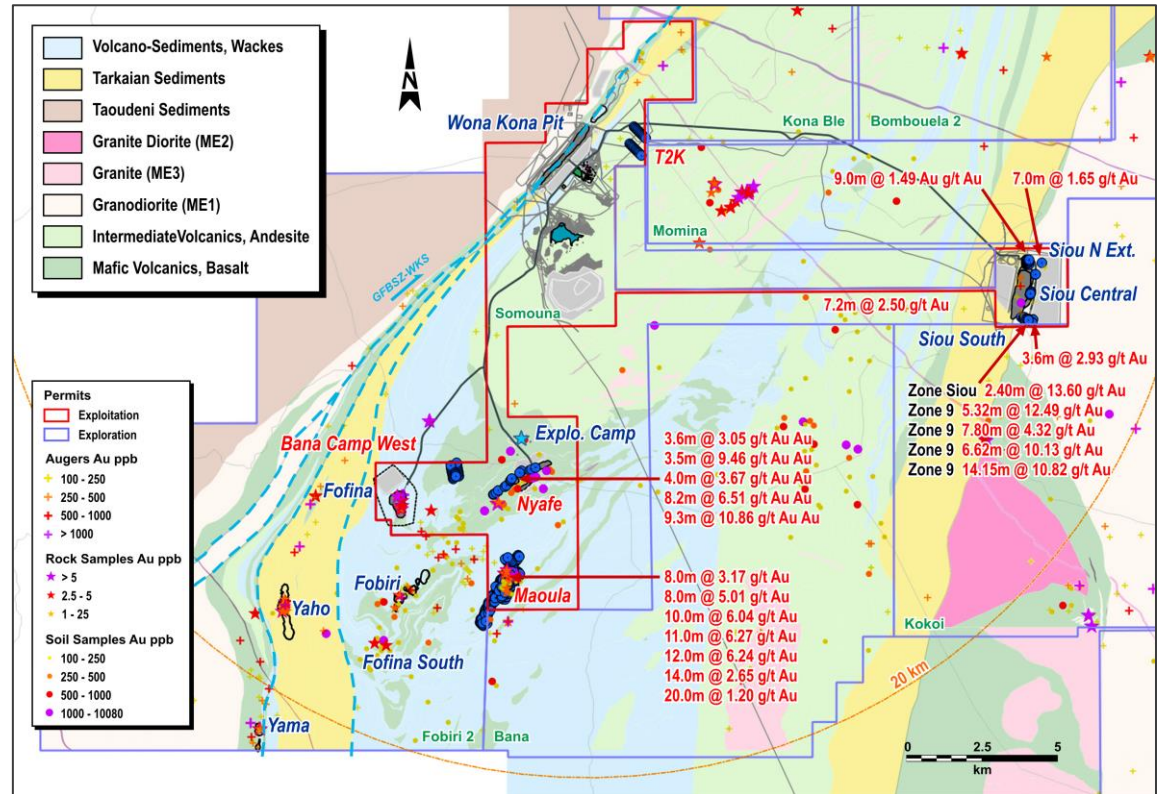 Volcano-Sediments, Wackes
Tarkaian Sediments
Taoudeni Sediments
Granite Diorite (ME2)
Granite (ME3)
Granodiorite (ME1)
IntermediateVolcanics, Andesite
Mafic Volcanics, Basalt
N
Wona Kona Pit
T2K
Kona Ble
Bombouela 2
9.0m @ 1.49 g/t Au
7.0m @ 1.65 g/t Au
Momina
Siou N Ext.
Siou Central
GFBSZ-WKS
Somouna
7.2m @ 2.50 g/t Au
Siou South
3.6m @ 2.93 g/t Au
Zone Siou 2.40m @ 13.60 g/t Au
Zone 9 5.32m @ 12.49 g/t Au
Zone 9 7.80m @ 4.32 g/t Au
Zone 9 6.62m @ 10.13 g/t Au
Zone 9 14.15m @ 10.82 g/t Au
Permits
Exploitation
Exploration
Augers Au ppb
100 - 250
250 - 500
500 - 1000
> 1000
Rock Samples Au ppb
> 5
2.5 - 5
1 - 25
Soil Samples Au ppb
100 - 250
250 - 500
500 - 1000
1000 - 10080
Bana Camp West
Explo. Camp
Fofina
Nyafe
3.6m @ 3.05 g/t Au Au
3.5m @ 9.46 g/t Au Au
4.0m @ 3.67 g/t Au Au
8.2m @ 6.51 g/t Au Au
9.3m @ 10.86 g/t Au Au
Fobiri
Maoula
8.0m @ 3.17 g/t Au
8.0m @ 5.01 g/t Au
10.0m @ 6.04 g/t Au
11.0m @ 6.27 g/t Au
12.0m @ 6.24 g/t Au
14.0m @ 2.65 g/t Au
20.0m @ 1.20 g/t Au
Yaho
Fofina South
Kokoi
20 km
Yama
Fobiri 2
Bana
0 2.5 5
km